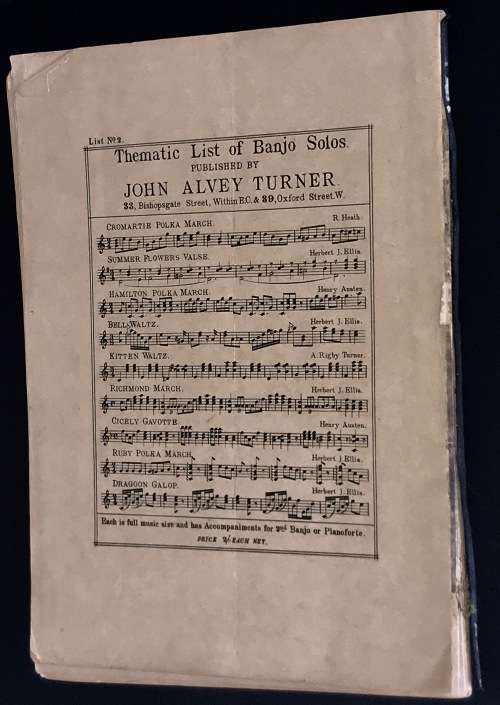 List No 2.
Thematic List of Banjo Solos.
PUBLISHED BY
JOHN ALVEY TURNER.
33, Bishopsgate Street, Within E.C. & 39, Oxford Street. W.
CROMARTIE POLKA MARCH. R. Heath.
SUMMER FLOWERS VALSE. Herbert J. Ellis.
HAMILTON POLKA MARCH. Henry Austen.
BELL WALTZ. Herbert J. Ellis.
KITTEN WALTZ. A. Rigby Turner.
RICHMOND MARCH. Herbert J. Ellis.
CICELY GAVOTTE. Henry Austen.
RUBY POLKA MARCH. Herbert J. Ellis.
DRAGOON GALOP. Herbert J. Ellis.
Each is full music size and has Accompaniments for 2nd Banjo or Pianoforte.
PRICE 2/- EACH NET.